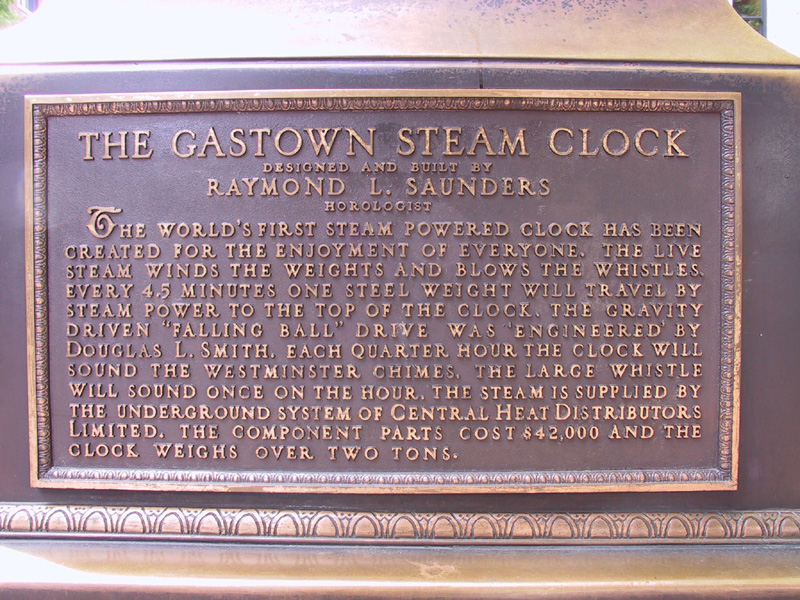 THE GASTOWN STEAM CLOCK
DESIGNED AND BUILT BY
RAYMOND L. SAUNDERS
HOROLOGIST
THE WORLD'S FIRST STEAM POWERED CLOCK HAS BEEN
CREATED FOR THE ENJOYMENT OF EVERYONE. THE LIVE
STEAM WINDS THE WEIGHTS AND BLOWS THE WHISTLES.
EVERY 4.5 MINUTES ONE STEEL WEIGHT WILL TRAVEL BY
STEAM POWER TO THE TOP OF THE CLOCK. THE GRAVITY
DRIVEN "FALLING BALL" DRIVE WAS 'ENGINEERED' BY
DOUGLAS L. SMITH. EACH QUARTER HOUR THE CLOCK WILL
SOUND THE WESTMINSTER CHIMES. THE LARGE WHISTLE
WILL SOUND ONCE ON THE HOUR. THE STEAM IS SUPPLIED BY
THE UNDERGROUND SYSTEM OF CENTRAL HEAT DISTRIBUTORS
LIMITED. THE COMPONENT PARTS COST $42,000 AND THE
CLOCK WEIGHS OVER TWO TONS.